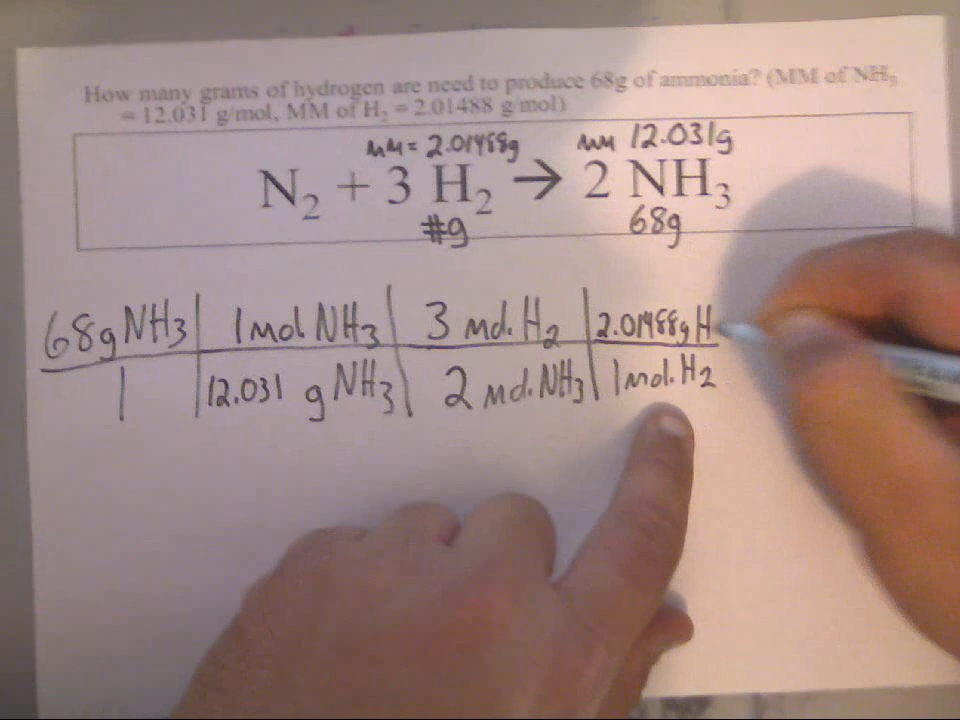 How many grams of hydrogen are need to produce 68g of ammonia? (MM of NH3
= 12.031 g/mol, MM of H2 = 2.01488 g/mol)
MM = 2.01488g MM 12.031g
N2 + 3 H2 → 2 NH3
#g 68g
68g NH3 | 1 mol NH3 | 3 mol. H2 | 2.01488g H
1 | 12.031 g NH3 | 2 mol. NH3 | 1 mol. H2